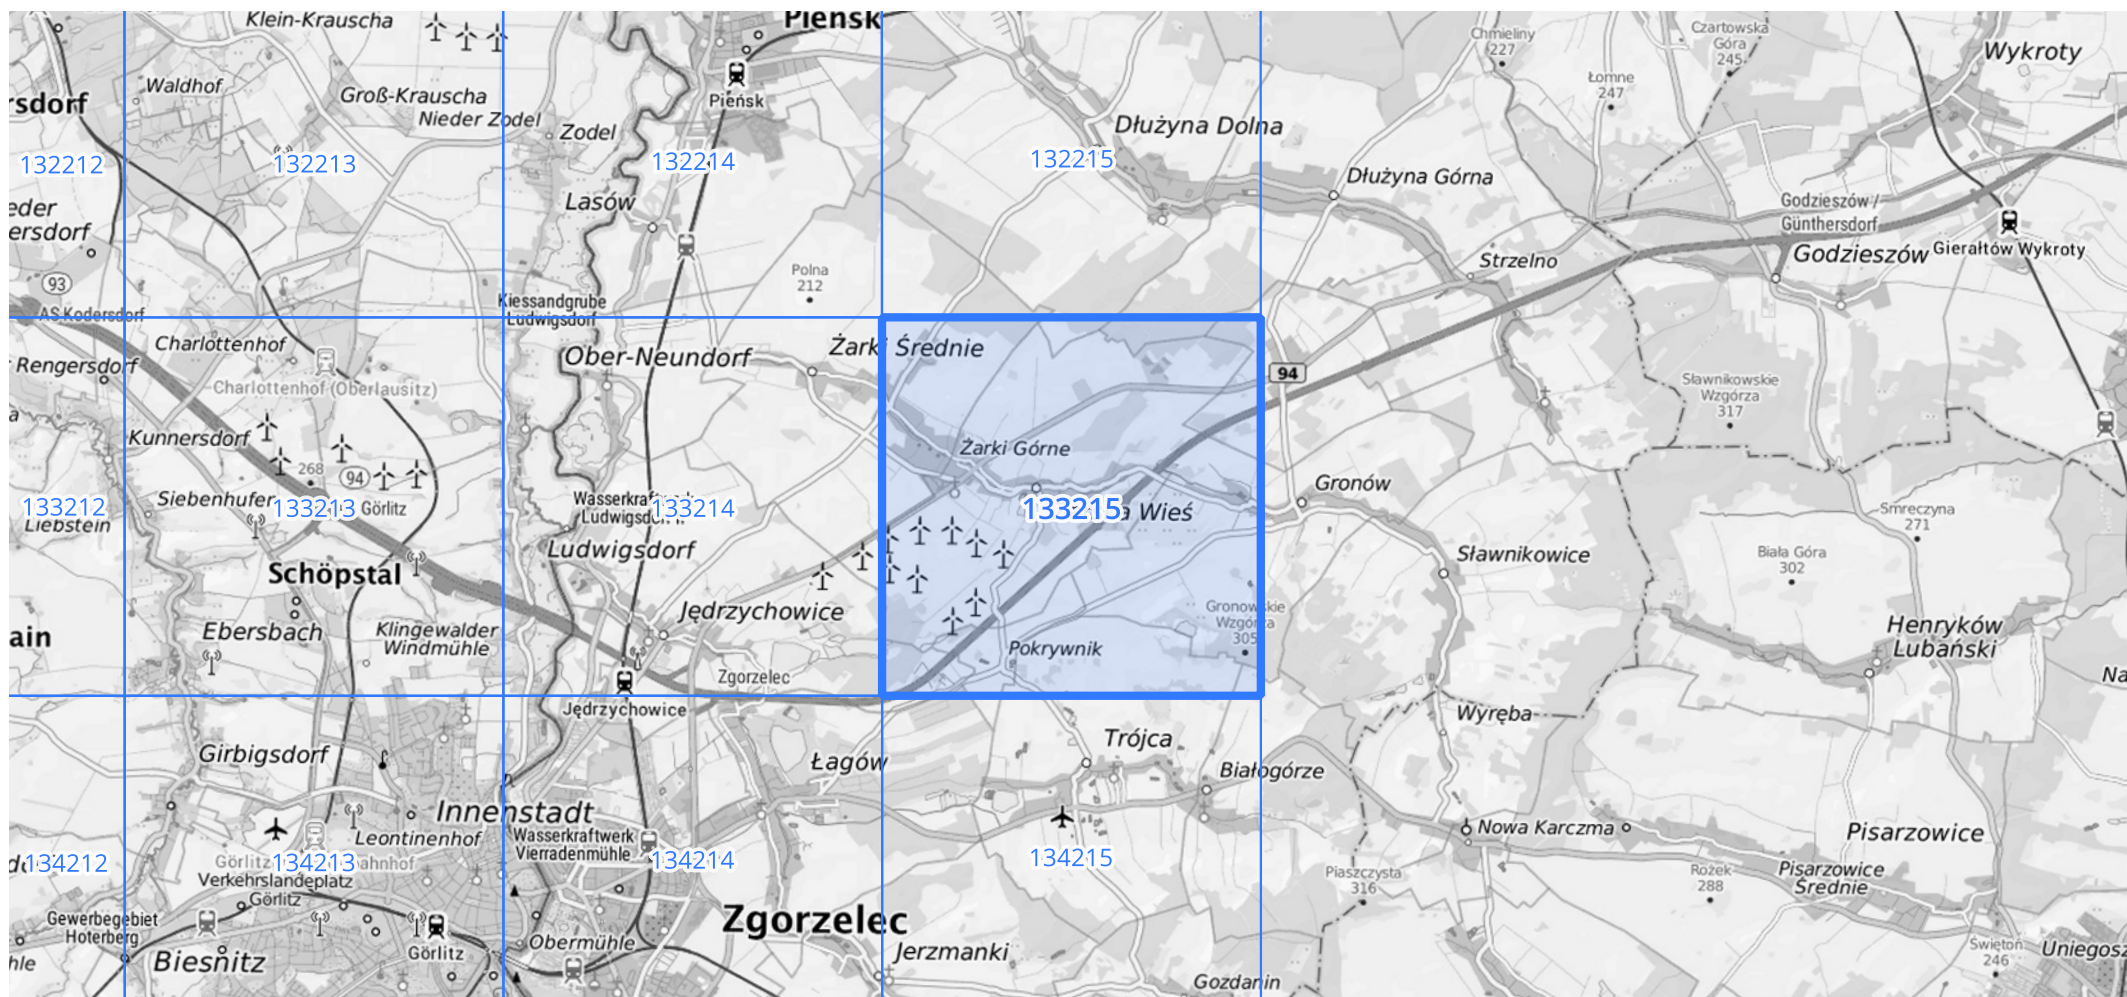 Klein-Krauscha
Pieńsk
Chmieliny
227
Czartowska
Góra
245
Wykroty
Waldhof
Łomne
247
rsdorf
Groß-Krauscha
Pieńsk
Nieder Zodel
Zodel
Dłużyna Dolna
132212
132213
132214
132215
Dłużyna Górna
eder
ersdorf
Lasów
Godzieszów /
Günthersdorf
Strzelno
Godzieszów
Gierałtów Wykroty
Polna
212
93
Kiessandgrube
Ludwigsdorf
AS Kodersdorf
Charlottenhof
Rengersdorf
Ober-Neundorf
Żarki Średnie
94
Charlottenhof (Oberlausitz)
Sławnikowskie
Wzgórza
317
a
Kunnersdorf
268
94
Żarki Górne
Siebenhufen
Görlitz
Wasserkraftwerk
Ludwigsdorf
Gronów
133212
133213
133214
133215
a Wieś
Liebstein
Smreczyna
271
Ludwigsdorf
Sławnikowice
Biała Góra
302
Schöpstal
Jędrzychowice
Gronowskie
Wzgórza
305
ain
Ebersbach
Klingewalder
Windmühle
Henryków
Lubański
Pokrywnik
Zgorzelec
Na
Jędrzychowice
Wyręba
Girbigsdorf
Trójca
Łagów
Białogórze
Innenstadt
Leontinenhof
Wasserkraftwerk
Vierradenmühle
Nowa Karczma
Pisarzowice
134212
134213
134214
134215
Görlitz
ahnhof
Verkehrslandeplatz
Görlitz
Piaszczysta
316
Rożek
288
Pisarzowice
Średnie
Gewerbegebiet
Hoterberg
Zgorzelec
Görlitz
Obermühle
Jerzmanki
Świętoń
246
Uniegosz
hle
Biesnitz
Gozdanin